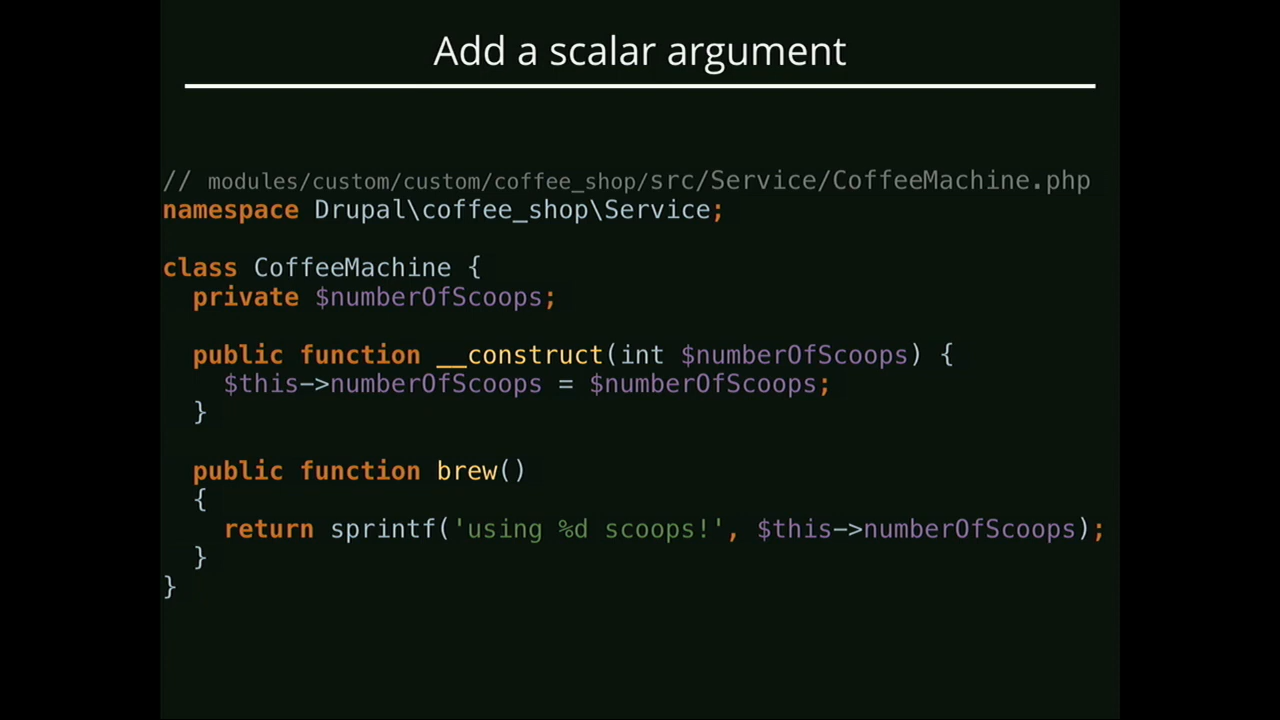 Add a scalar argument
// modules/custom/custom/coffee_shop/src/Service/CoffeeMachine.php
namespace Drupal\coffee_shop\Service;
class CoffeeMachine {
private $numberOfScoops;
public function __construct(int $numberOfScoops) {
$this->numberOfScoops = $numberOfScoops;
}
public function brew()
{
return sprintf('using %d scoops!', $this->numberOfScoops);
}
}